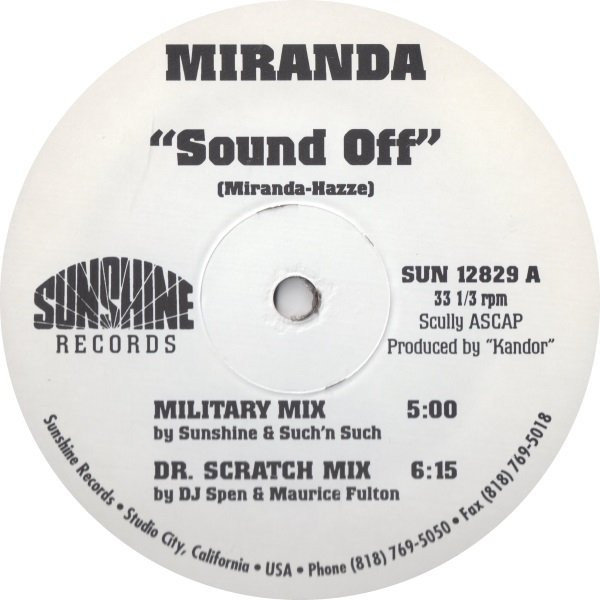 MIRANDA
“Sound Off”
(Miranda-Hazze)
SUNSHINE
RECORDS
SUN 12829 A
33 1/3 rpm
Scully ASCAP
Produced by “Kandor”
MILITARY MIX 5:00
by Sunshine & Such'n Such
DR. SCRATCH MIX 6:15
by DJ Spen & Maurice Fulton
Sunshine Records • Studio City, California • USA • Phone (818) 769-5050 • Fax (818) 769-5018